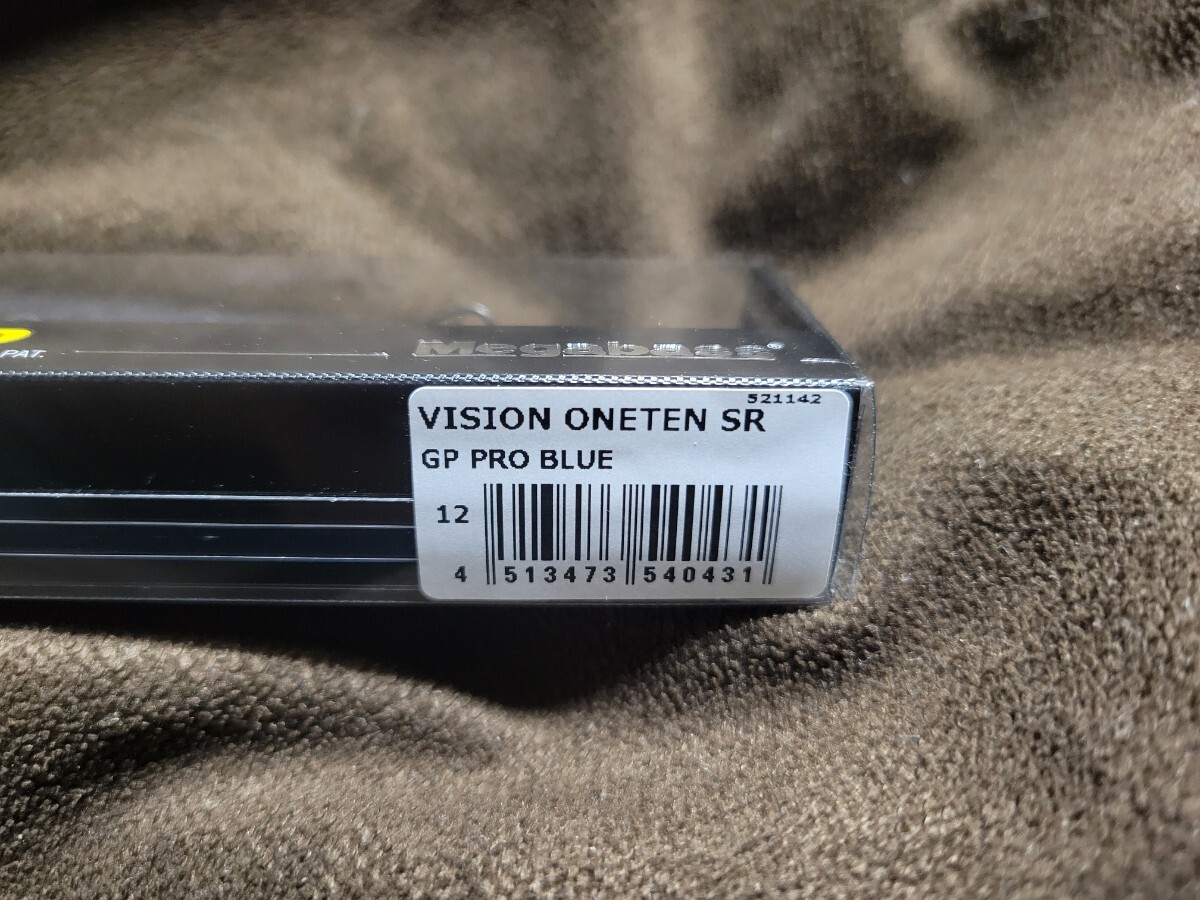 PAT.
Megabass®
521142
VISION ONETEN SR
GP PRO BLUE
12
4 513473 540431